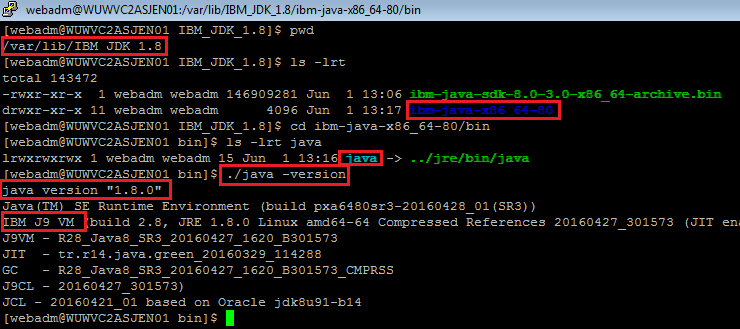 webadm@WUWVC2ASJEN01:/var/lib/IBM_JDK_1.8/ibm-java-x86_64-80/bin
[webadm@WUWVC2ASJEN01 IBM_JDK_1.8]$ pwd
/var/lib/IBM_JDK_1.8
[webadm@WUWVC2ASJEN01 IBM_JDK_1.8]$ ls -lrt
total 143472
-rwxr-xr-x 1 webadm webadm 146909281 Jun 1 13:06 ibm-java-sdk-8.0-3.0-x86_64-archive.bin
drwxr-xr-x 11 webadm webadm 4096 Jun 1 13:17 ibm-java-x86_64-80
[webadm@WUWVC2ASJEN01 IBM_JDK_1.8]$ cd ibm-java-x86_64-80/bin
[webadm@WUWVC2ASJEN01 bin]$ ls -lrt java
lrwxrwxrwx 1 webadm webadm 15 Jun 1 13:16 java -> ../jre/bin/java
[webadm@WUWVC2ASJEN01 bin]$ ./java -version
java version "1.8.0"
Java(TM) SE Runtime Environment (build pxa6480sr3-20160428_01(SR3))
IBM J9 VM (build 2.8, JRE 1.8.0 Linux amd64-64 Compressed References 20160427_301573 (JIT ena
J9VM - R28_Java8_SR3_20160427_1620_B301573
JIT - tr.r14.java.green_20160329_114288
GC - R28_Java8_SR3_20160427_1620_B301573_CMPRSS
J9CL - 20160427_301573)
JCL - 20160421_01 based on Oracle jdk8u91-b14
[webadm@WUWVC2ASJEN01 bin]$